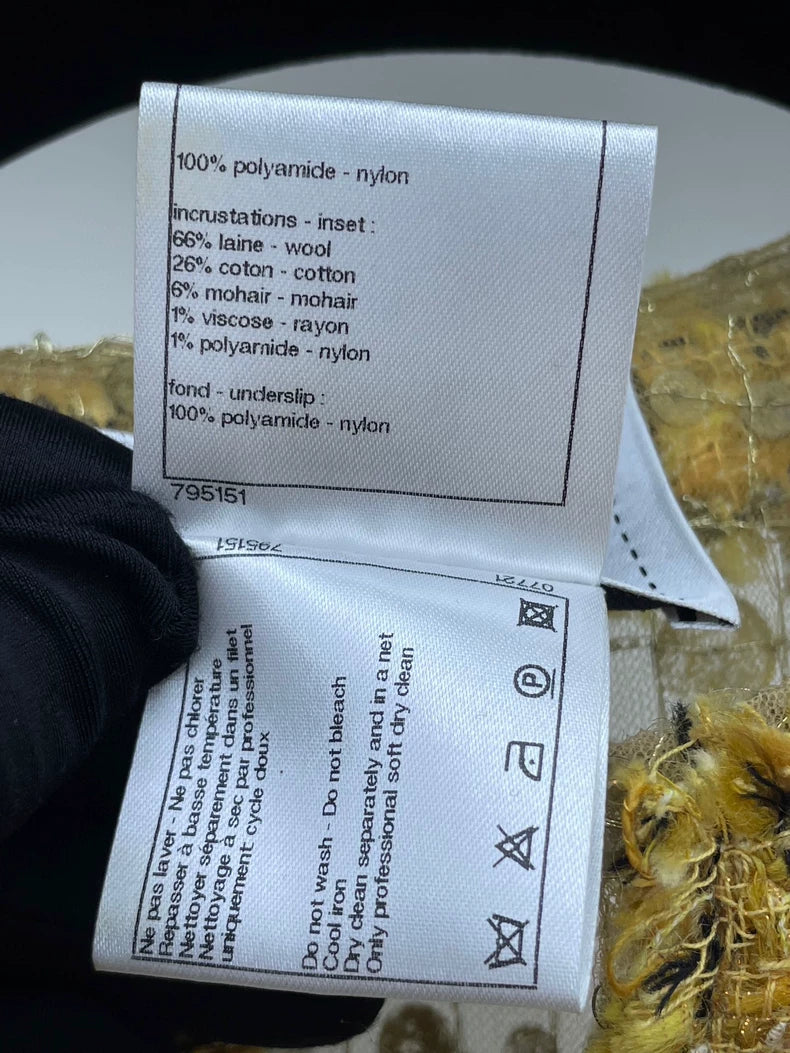 100% polyamide - nylon
incrustations - inset :
66% laine - wool
26% coton - cotton
6% mohair - mohair
1% viscose - rayon
1% polyamide - nylon
fond - underslip :
100% polyamide - nylon
795151
795151
07721
Ne pas laver - Ne pas chlorer
Repasser à basse température
Nettoyer séparement dans un filet
Nettoyage à sec par professionnel
uniquement: cycle doux
Do not wash - Do not bleach
Cool iron
Dry clean separately and in a net
Only professional soft dry clean
P